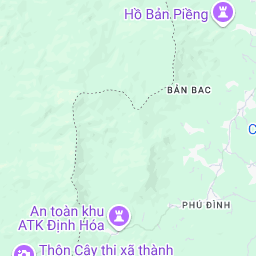 Hồ Bản Piềng
BẢN BẠC
C
PHÚ ĐÌNH
An toàn khu
ATK Định Hóa
Thôn Cây thị xã thành